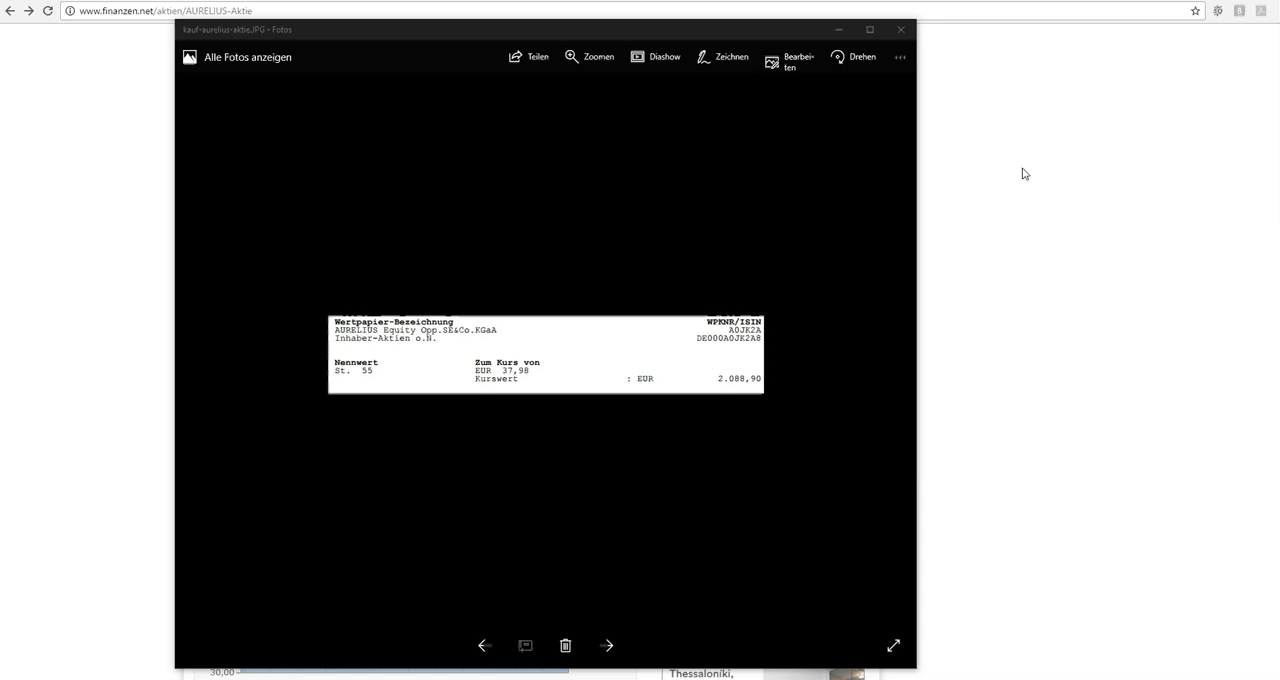 www.finanzen.net/aktien/AURELIUS-Aktie
kauf-aurelius-aktie.JPG - Fotos
Alle Fotos anzeigen
Teilen
Zoomen
Diashow
Zeichnen
Bearbei-
ten
Drehen
Wertpapier-Bezeichnung WPKNR/ISIN
AURELIUS Equity Opp.SE&Co.KGaA A0JK2A
Inhaber-Aktien o.N. DE000A0JK2A8
Nennwert Zum Kurs von
St. 55 EUR 37,98
Kurswert : EUR 2.088,90
30,00
Thessaloníki,